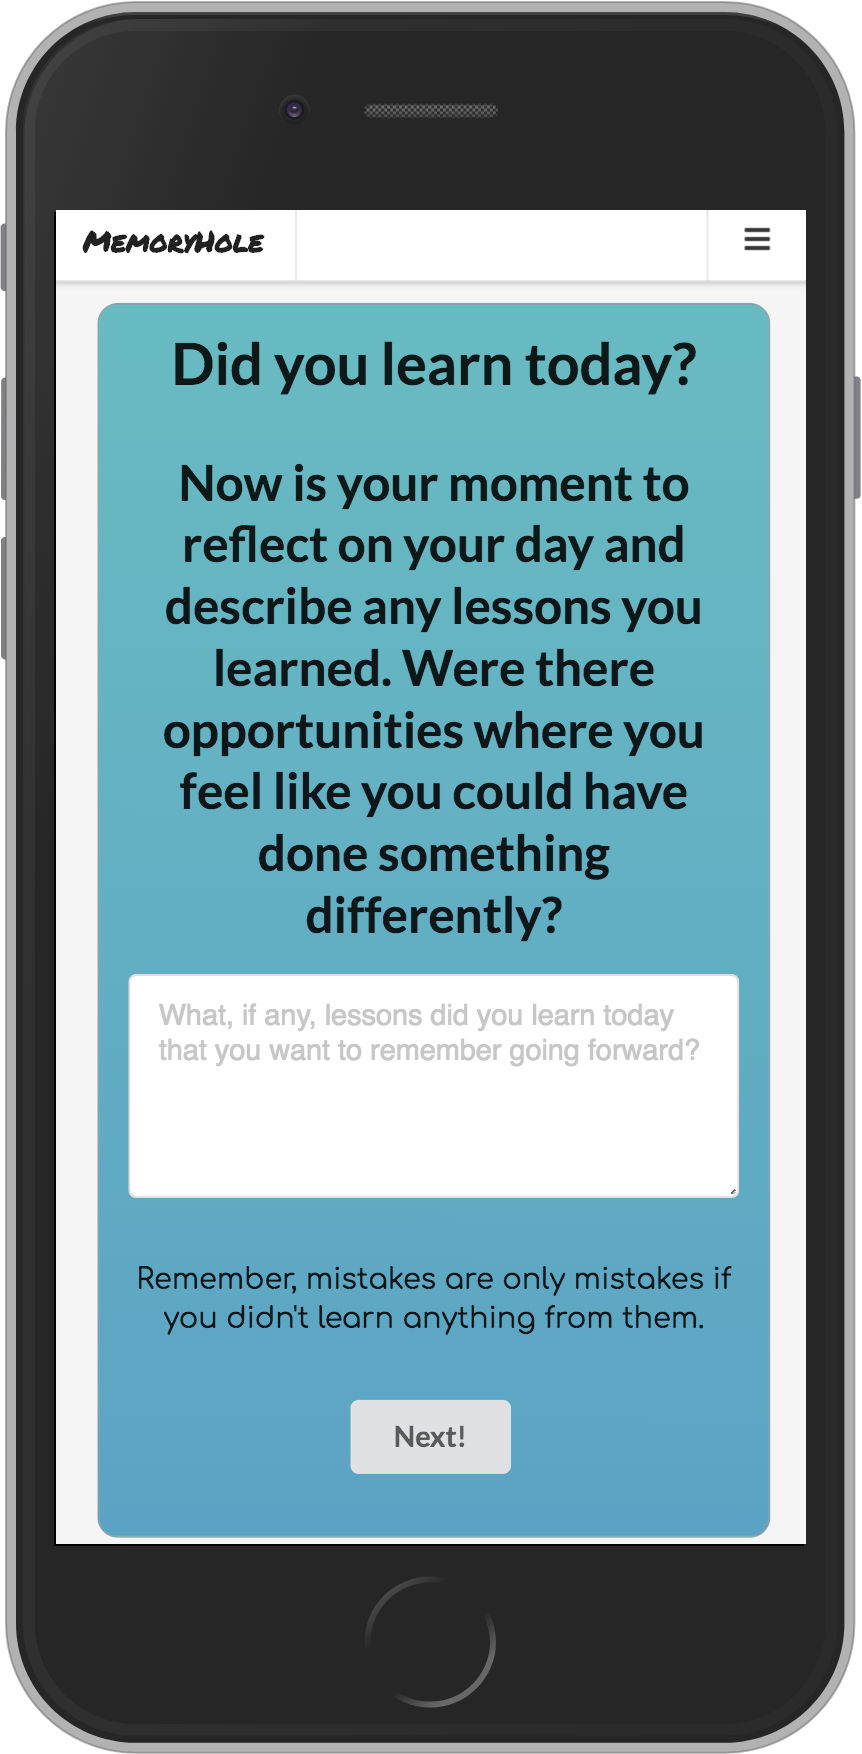 MemoryHole
Did you learn today?
Now is your moment to
reflect on your day and
describe any lessons you
learned. Were there
opportunities where you
feel like you could have
done something
differently?
What, if any, lessons did you learn today
that you want to remember going forward?
Remember, mistakes are only mistakes if
you didn't learn anything from them.
Next!